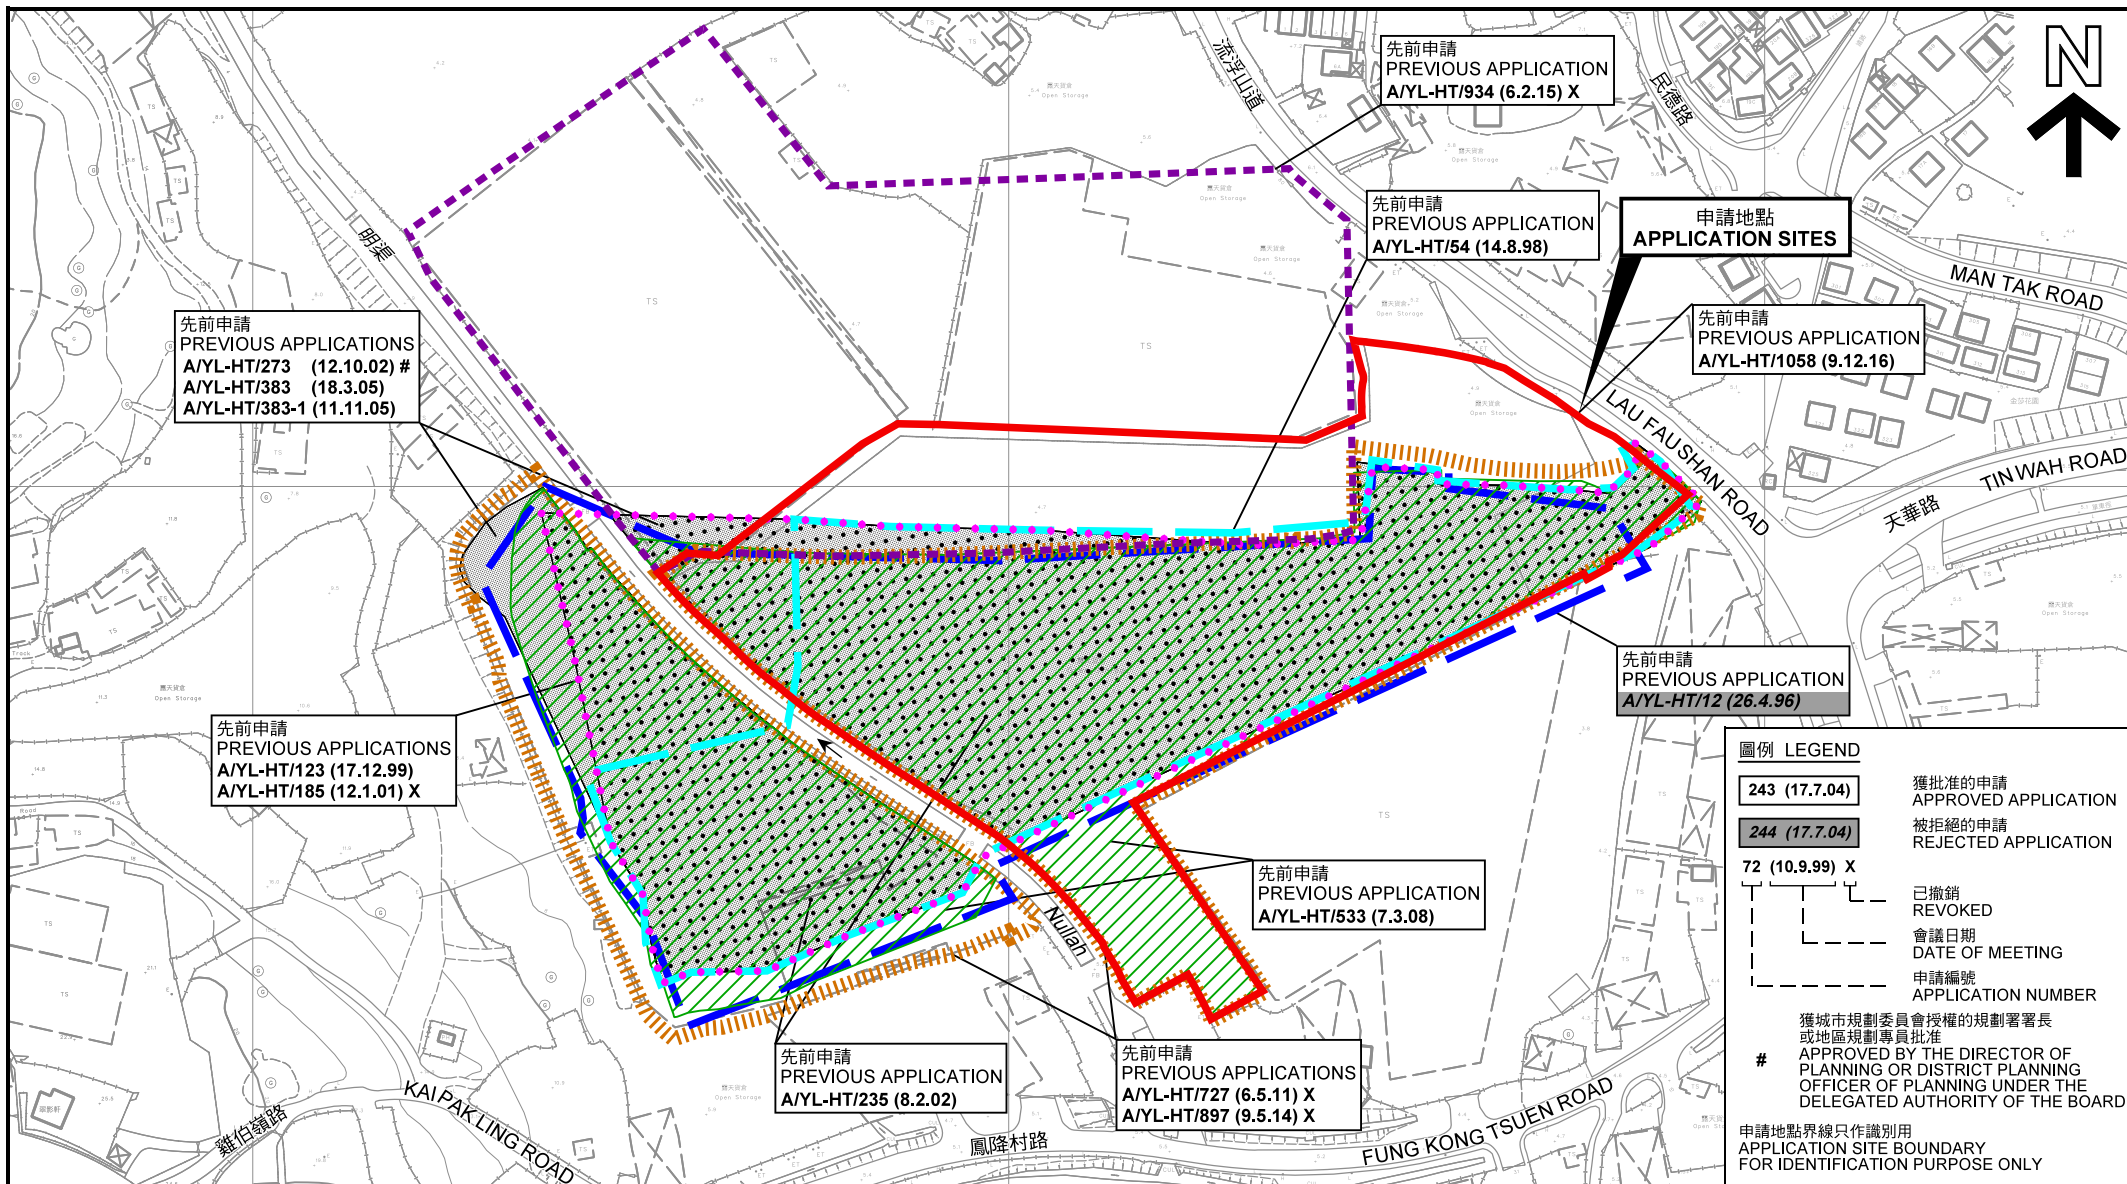 先前申請
PREVIOUS APPLICATION
A/YL-HT/934 (6.2.15) X
流浮山道
民德路
N
先前申請
PREVIOUS APPLICATION
A/YL-HT/54 (14.8.98)
申請地點
APPLICATION SITES
MAN TAK ROAD
明渠
先前申請
PREVIOUS APPLICATIONS
A/YL-HT/273 (12.10.02) #
A/YL-HT/383 (18.3.05)
A/YL-HT/383-1 (11.11.05)
先前申請
PREVIOUS APPLICATION
A/YL-HT/1058 (9.12.16)
LAU FAU SHAN ROAD
天華路
TIN WAH ROAD
先前申請
PREVIOUS APPLICATION
A/YL-HT/12 (26.4.96)
先前申請
PREVIOUS APPLICATIONS
A/YL-HT/123 (17.12.99)
A/YL-HT/185 (12.1.01) X
先前申請
PREVIOUS APPLICATION
A/YL-HT/533 (7.3.08)
Nullah
先前申請
PREVIOUS APPLICATION
A/YL-HT/235 (8.2.02)
先前申請
PREVIOUS APPLICATIONS
A/YL-HT/727 (6.5.11) X
A/YL-HT/897 (9.5.14) X
雞伯嶺路
KAI PAK LING ROAD
鳳降村路
FUNG KONG TSUEN ROAD
圖例 LEGEND
243 (17.7.04)
獲批准的申請
APPROVED APPLICATION
244 (17.7.04)
被拒絕的申請
REJECTED APPLICATION
72 (10.9.99) X
已撤銷
REVOKED
會議日期
DATE OF MEETING
申請編號
APPLICATION NUMBER
獲城市規劃委員會授權的規劃署署長
或地區規劃專員批准
# APPROVED BY THE DIRECTOR OF
PLANNING OR DISTRICT PLANNING
OFFICER OF PLANNING UNDER THE
DELEGATED AUTHORITY OF THE BOARD
申請地點界線只作識別用
APPLICATION SITE BOUNDARY
FOR IDENTIFICATION PURPOSE ONLY